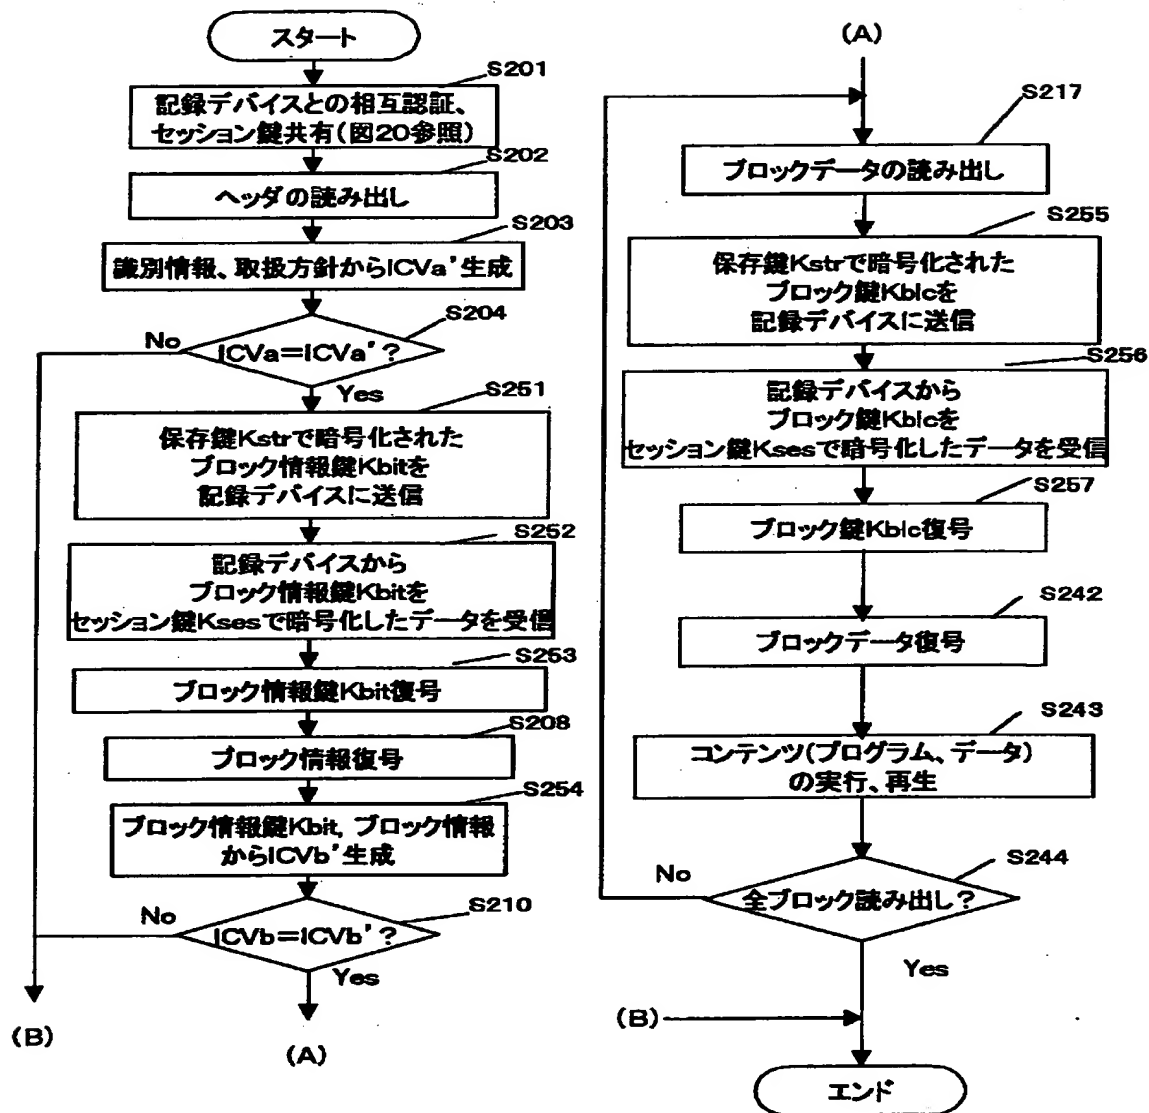 スタート
S201
記録デバイスとの相互認証、
セッション鍵共有(図20参照)
S202
ヘッダの読み出し
S203
識別情報、取扱方針からICVa'生成
S204
ICVa=ICVa'?
No
Yes
S251
保存鍵Kstrで暗号化された
ブロック情報鍵Kbitを
記録デバイスに送信
S252
記録デバイスから
ブロック情報鍵Kbitを
セッション鍵Ksesで暗号化したデータを受信
S253
ブロック情報鍵Kbit復号
S208
ブロック情報復号
S254
ブロック情報鍵Kbit, ブロック情報
からICVb'生成
S210
ICVb=ICVb'?
No
Yes
(B)
(A)
(A)
S217
ブロックデータの読み出し
S255
保存鍵Kstrで暗号化された
ブロック鍵Kblcを
記録デバイスに送信
S256
記録デバイスから
ブロック鍵Kblcを
セッション鍵Ksesで暗号化したデータを受信
S257
ブロック鍵Kblc復号
S242
ブロックデータ復号
S243
コンテンツ(プログラム、データ)
の実行、再生
S244
全ブロック読み出し?
No
Yes
(B)
エンド